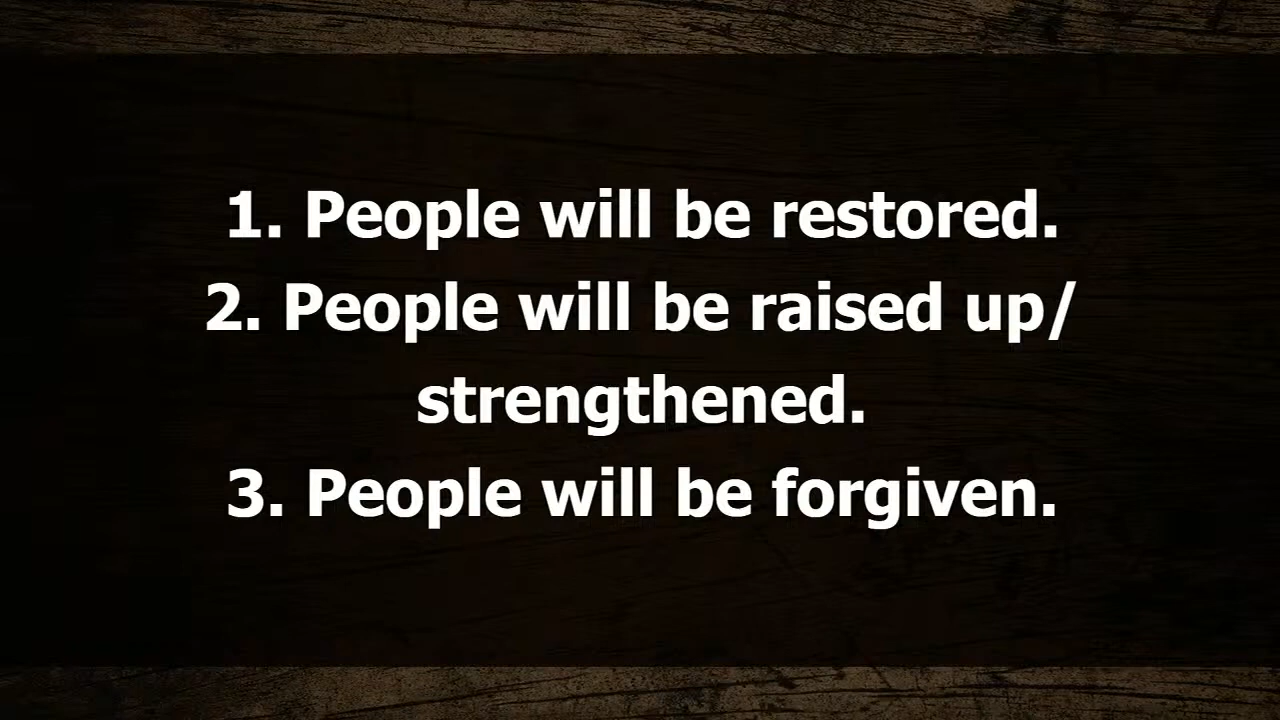 1. People will be restored.
2. People will be raised up/
strengthened.
3. People will be forgiven.